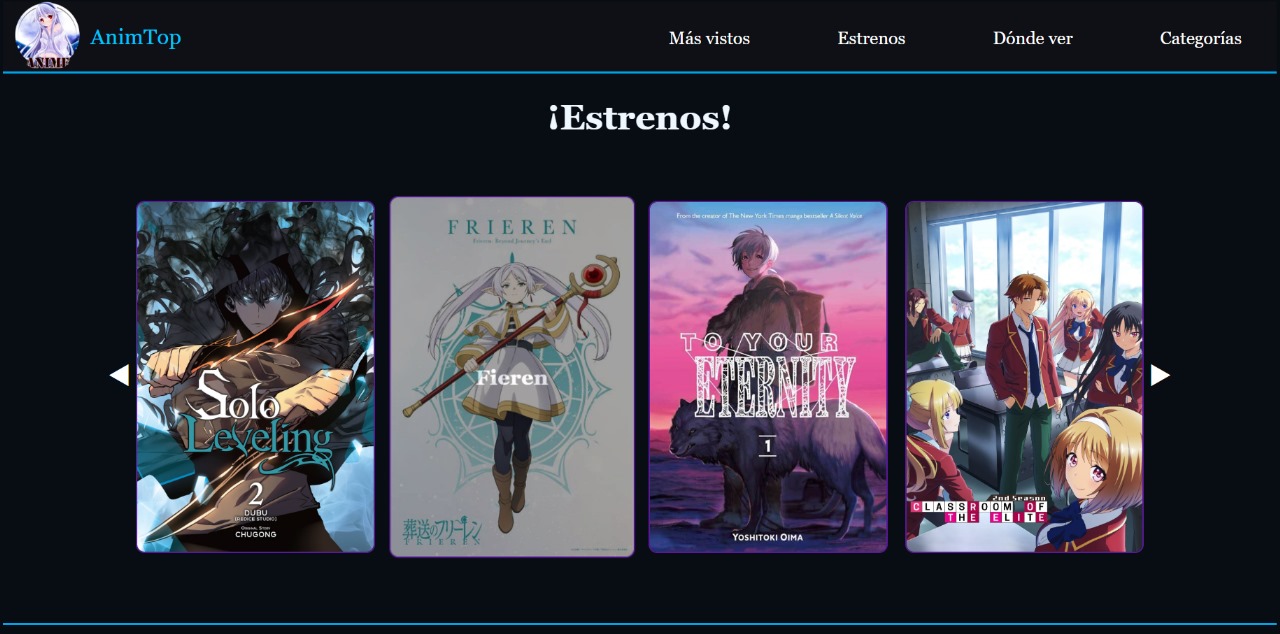 ANIME
AnimTop
Más vistos
Estrenos
Dónde ver
Categorías
¡Estrenos!
Solo
Leveling
2
DUBU
(REDICE STUDIO)
ORIGINAL STORY
CHUGONG
FRIEREN
Frieren: Beyond Journey's End
Fieren
葬送のフリーレン
FRIEREN
From the creator of The New York Times manga bestseller A Silent Voice
TO YOUR
ETERNITY
1
YOSHITOKI OIMA
2nd Season
CLASSROOM OF
THE ELITE